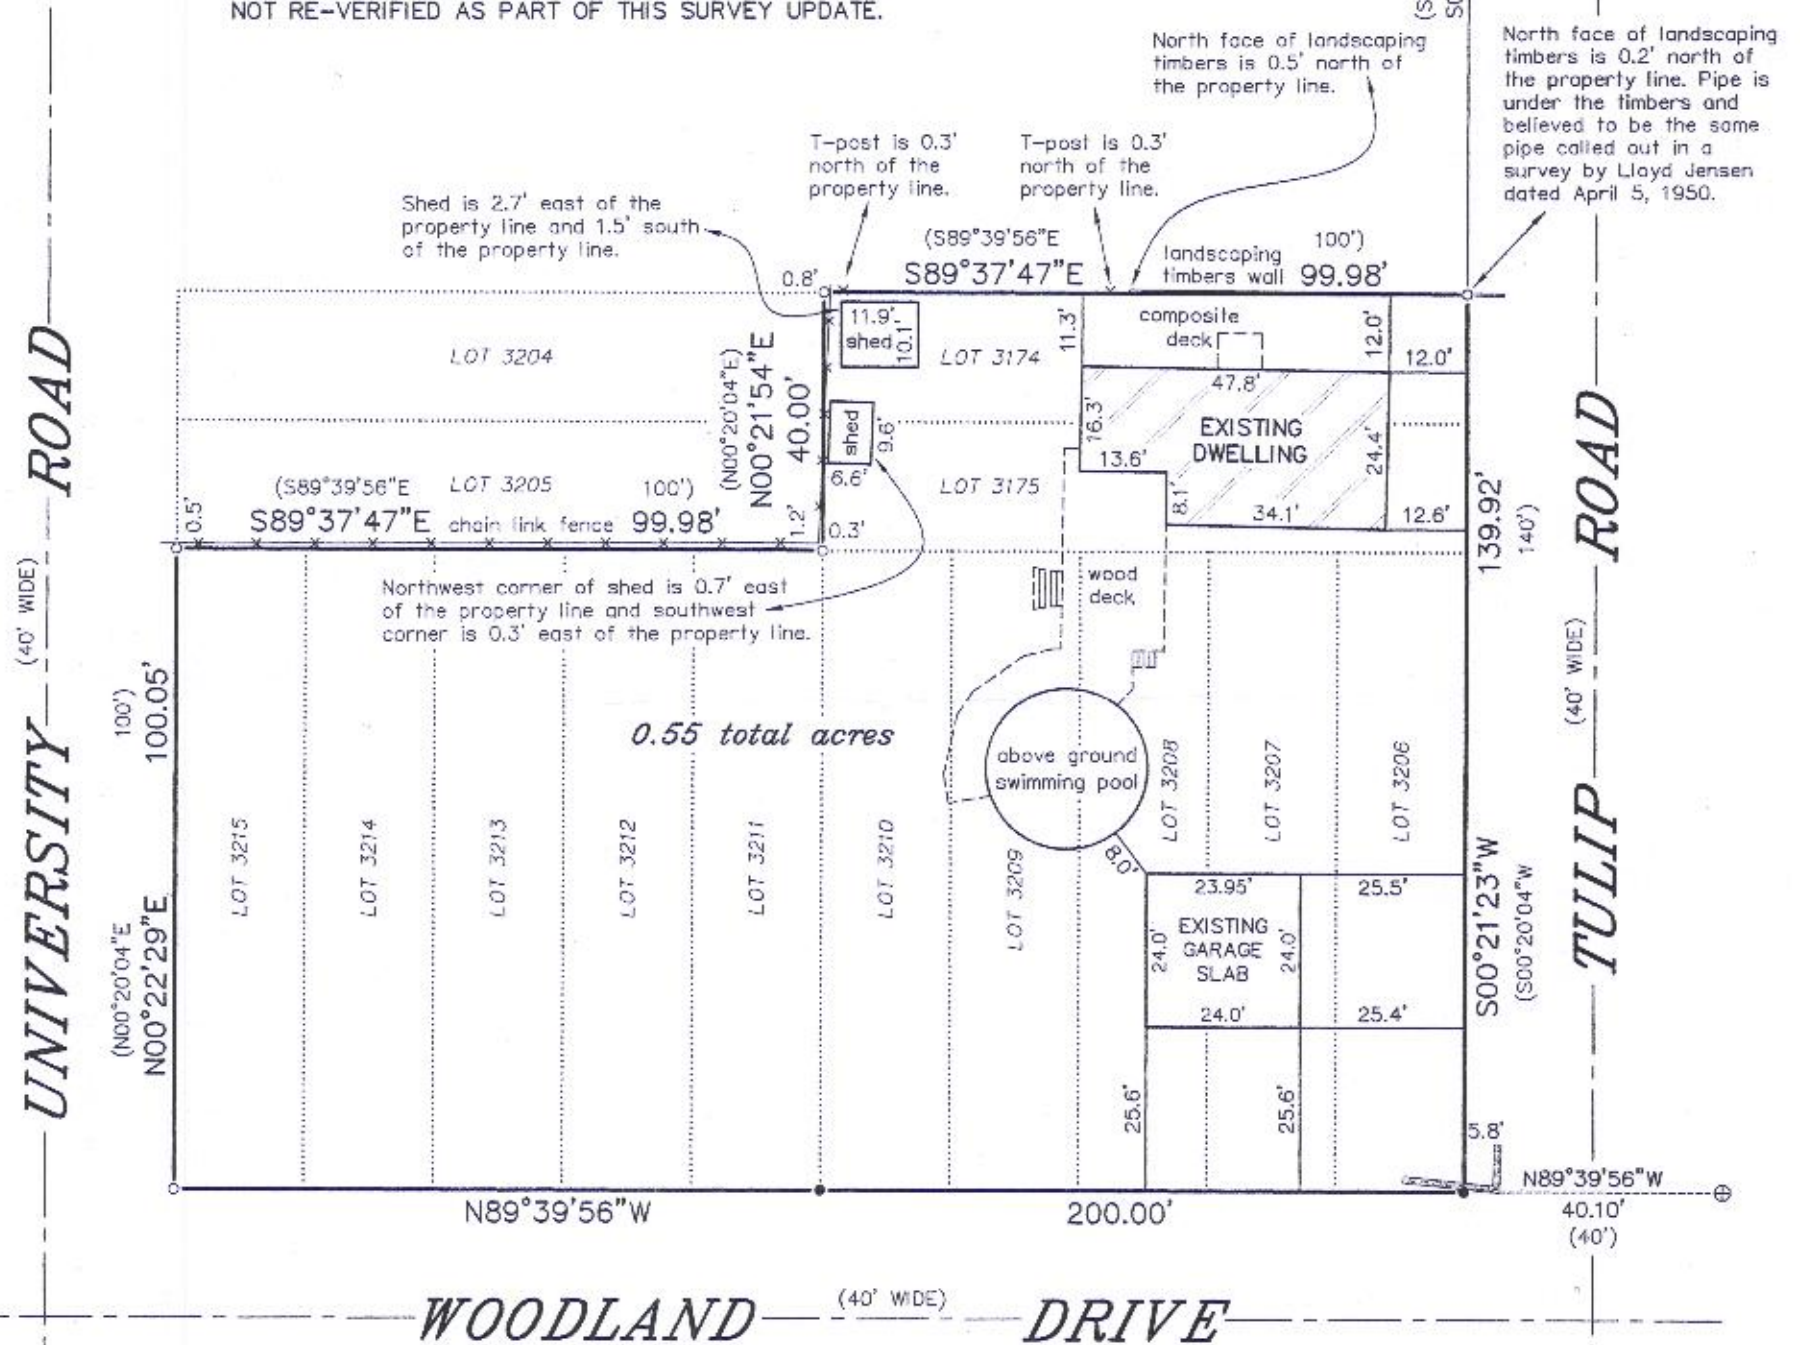 NOT RE-VERIFIED AS PART OF THIS SURVEY UPDATE.
North face of landscaping
timbers is 0.5' north of
the property line.
North face of landscaping
timbers is 0.2' north of
the property line. Pipe is
under the timbers and
believed to be the same
pipe called out in a
survey by Lloyd Jensen
dated April 5, 1950.
T-post is 0.3'
north of the
property line.
T-post is 0.3'
north of the
property line.
Shed is 2.7' east of the
property line and 1.5' south
of the property line.
(S89°39'56"E 100')
S89°37'47"E
landscaping
timbers wall
99.98'
0.8'
11.9'
shed
10.1'
LOT 3174
11.3'
composite
deck
12.0'
12.0'
LOT 3204
(N00°20'04"E)
N00°21'54"E
40.00'
47.8'
EXISTING
DWELLING
16.3'
13.6'
24.4'
8.1'
34.1'
12.6'
shed
9.6'
6.6'
LOT 3175
(S89°39'56"E 100')
LOT 3205
S89°37'47"E chain link fence 99.98'
0.5'
1.2'
0.3'
139.92'
140')
Northwest corner of shed is 0.7' east
of the property line and southwest
corner is 0.3' east of the property line.
wood
deck
100')
100.05'
(N00°20'04"E
N00°22'29"E
0.55 total acres
above ground
swimming pool
8.0'
LOT 3215
LOT 3214
LOT 3213
LOT 3212
LOT 3211
LOT 3210
LOT 3209
LOT 3208
LOT 3207
LOT 3206
23.95'
25.5'
EXISTING
GARAGE
SLAB
24.0'
24.0'
24.0'
25.4'
25.6'
25.6'
S00°21'23"W
(S00°20'04"W
5.8'
N89°39'56"W
40.10'
(40')
N89°39'56"W
200.00'
UNIVERSITY ROAD
(40' WIDE)
TULIP ROAD
(40' WIDE)
WOODLAND (40' WIDE) DRIVE